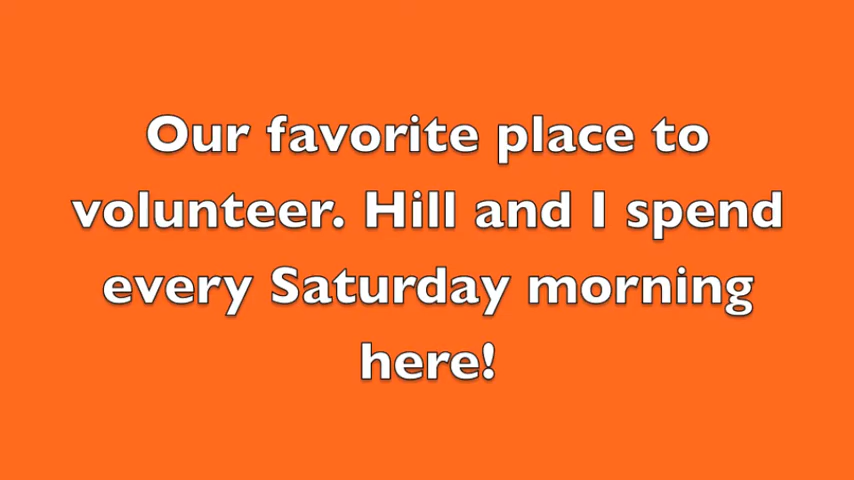 Our favorite place to
volunteer. Hill and I spend
every Saturday morning
here!